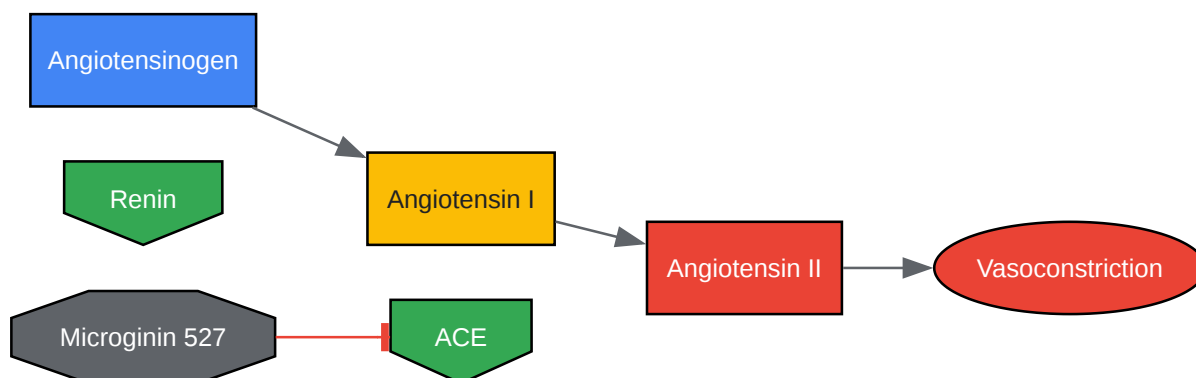 Angiotensinogen
Renin
Angiotensin I
Angiotensin II
Vasoconstriction
Microginin 527
ACE